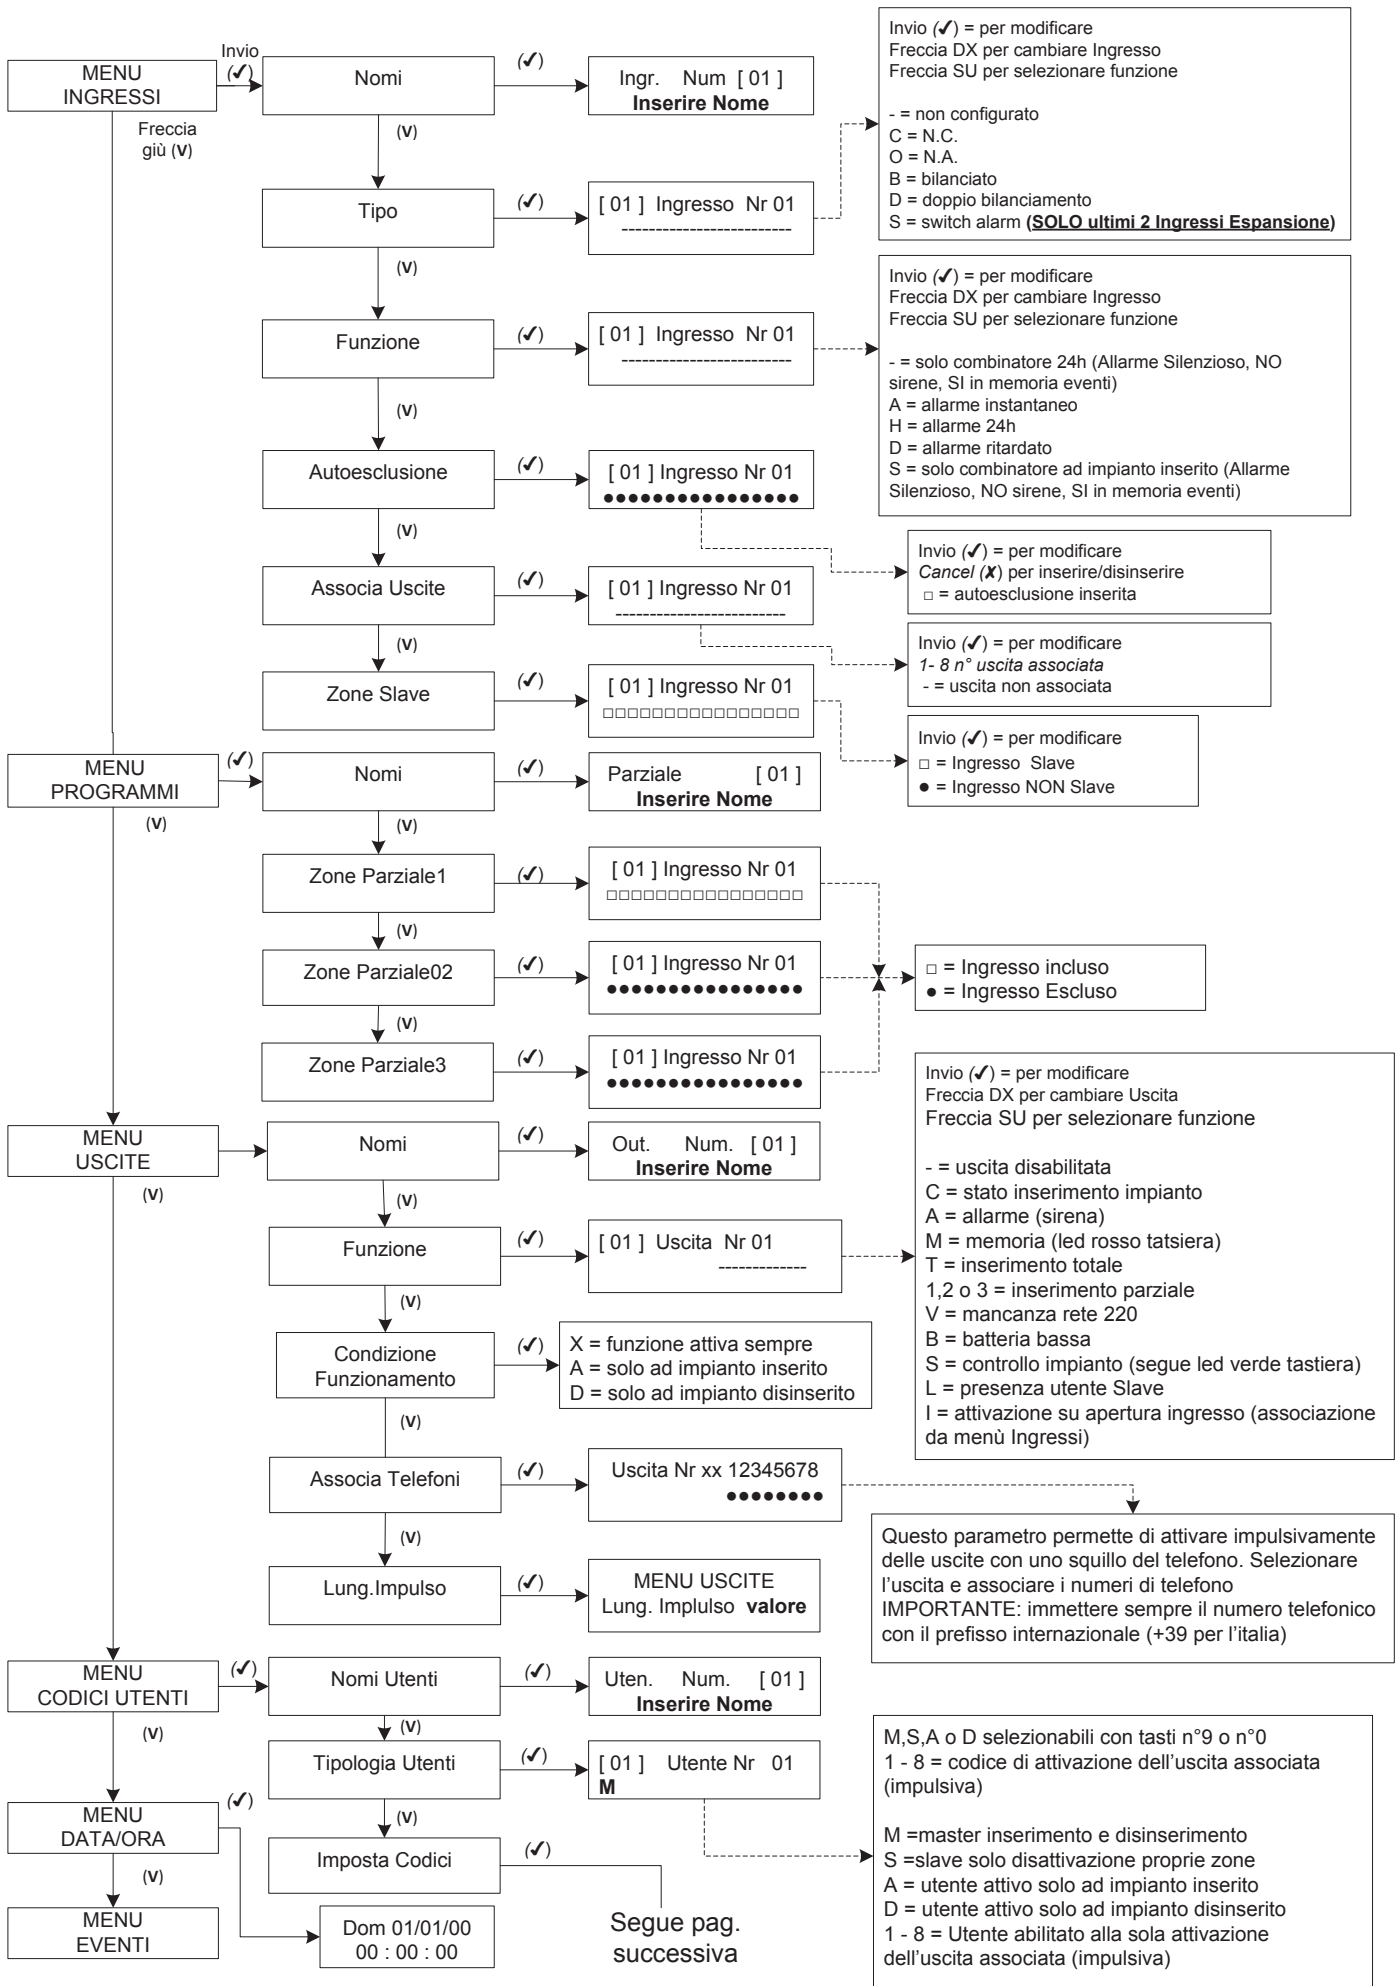 MENU
INGRESSI
Invio
(✔)
Freccia
giù (V)
Nomi
(✔)
Ingr. Num [ 01 ]
Inserire Nome
(V)
Invio (✔) = per modificare
Freccia DX per cambiare Ingresso
Freccia SU per selezionare funzione
- = non configurato
C = N.C.
O = N.A.
B = bilanciato
D = doppio bilanciamento
S = switch alarm (SOLO ultimi 2 Ingressi Espansione)
Tipo
(✔)
[ 01 ] Ingresso Nr 01
-------------------------
(V)
Invio (✔) = per modificare
Freccia DX per cambiare Ingresso
Freccia SU per selezionare funzione
- = solo combinatore 24h (Allarme Silenzioso, NO
sirene, SI in memoria eventi)
A = allarme instantaneo
H = allarme 24h
D = allarme ritardato
S = solo combinatore ad impianto inserito (Allarme
Silenzioso, NO sirene, SI in memoria eventi)
Funzione
(✔)
[ 01 ] Ingresso Nr 01
-------------------------
(V)
Autoesclusione
(✔)
[ 01 ] Ingresso Nr 01
●●●●●●●●●●●●●●●●
(V)
Invio (✔) = per modificare
Cancel (✘) per inserire/disinserire
□ = autoesclusione inserita
Associa Uscite
(✔)
[ 01 ] Ingresso Nr 01
-------------------------
(V)
Invio (✔) = per modificare
1- 8 n° uscita associata
- = uscita non associata
Zone Slave
(✔)
[ 01 ] Ingresso Nr 01
□□□□□□□□□□□□□□□□
Invio (✔) = per modificare
□ = Ingresso Slave
● = Ingresso NON Slave
MENU
PROGRAMMI
(✔)
(V)
Nomi
(✔)
Parziale [ 01 ]
Inserire Nome
(V)
Zone Parziale1
(✔)
[ 01 ] Ingresso Nr 01
□□□□□□□□□□□□□□□□
(V)
Zone Parziale02
(✔)
[ 01 ] Ingresso Nr 01
●●●●●●●●●●●●●●●●
(V)
□ = Ingresso incluso
● = Ingresso Escluso
Zone Parziale3
(✔)
[ 01 ] Ingresso Nr 01
●●●●●●●●●●●●●●●●
MENU
USCITE
(V)
Nomi
(✔)
Out. Num. [ 01 ]
Inserire Nome
(V)
Invio (✔) = per modificare
Freccia DX per cambiare Uscita
Freccia SU per selezionare funzione
- = uscita disabilitata
C = stato inserimento impianto
A = allarme (sirena)
M = memoria (led rosso tatsiera)
T = inserimento totale
1,2 o 3 = inserimento parziale
V = mancanza rete 220
B = batteria bassa
S = controllo impianto (segue led verde tastiera)
L = presenza utente Slave
I = attivazione su apertura ingresso (associazione
da menù Ingressi)
Funzione
(✔)
[ 01 ] Uscita Nr 01
-------------
(V)
Condizione
Funzionamento
(✔)
X = funzione attiva sempre
A = solo ad impianto inserito
D = solo ad impianto disinserito
(V)
Associa Telefoni
(✔)
Uscita Nr xx 12345678
●●●●●●●●
(V)
Questo parametro permette di attivare impulsivamente
delle uscite con uno squillo del telefono. Selezionare
l'uscita e associare i numeri di telefono
IMPORTANTE: immettere sempre il numero telefonico
con il prefisso internazionale (+39 per l'italia)
Lung.Impulso
(✔)
MENU USCITE
Lung. Implulso valore
MENU
CODICI UTENTI
(✔)
(V)
Nomi Utenti
(✔)
Uten. Num. [ 01 ]
Inserire Nome
(V)
Tipologia Utenti
(✔)
[ 01 ] Utente Nr 01
M
(V)
M,S,A o D selezionabili con tasti n°9 o n°0
1 - 8 = codice di attivazione dell'uscita associata
(impulsiva)
M =master inserimento e disinserimento
S =slave solo disattivazione proprie zone
A = utente attivo solo ad impianto inserito
D = utente attivo solo ad impianto disinserito
1 - 8 = Utente abilitato alla sola attivazione
dell'uscita associata (impulsiva)
Imposta Codici
(✔)
Segue pag.
successiva
MENU
DATA/ORA
(✔)
(V)
Dom 01/01/00
00 : 00 : 00
MENU
EVENTI